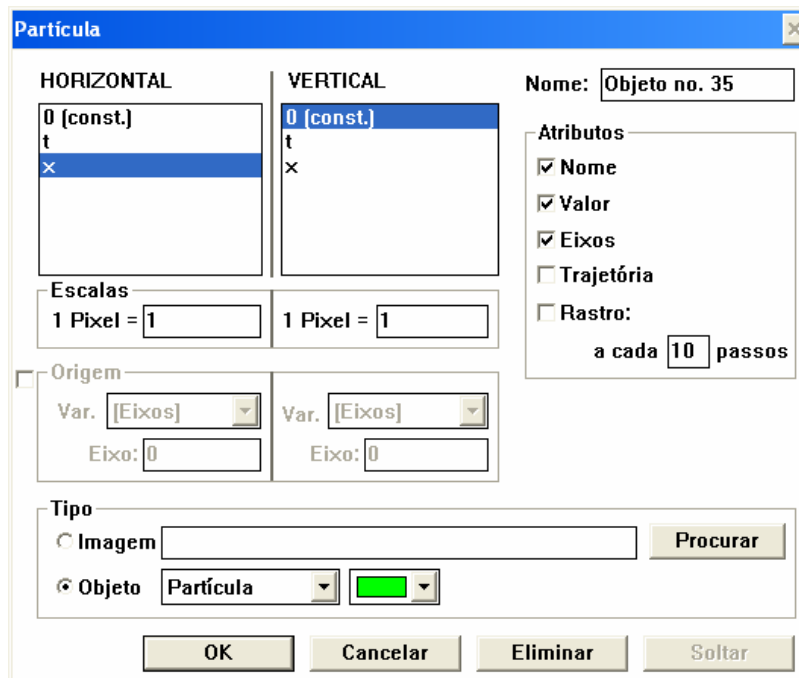 Partícula
HORIZONTAL
VERTICAL
0 (const.)
t
x
0 (const.)
t
x
Nome: Objeto no. 35
Atributos
Nome
Valor
Eixos
Trajetória
Rastro:
a cada 10 passos
Escalas
1 Pixel = 1
1 Pixel = 1
Origem
Var. [Eixos]
Var. [Eixos]
Eixo: 0
Eixo: 0
Tipo
Imagem
Procurar
Objeto Partícula
OK
Cancelar
Eliminar
Soltar